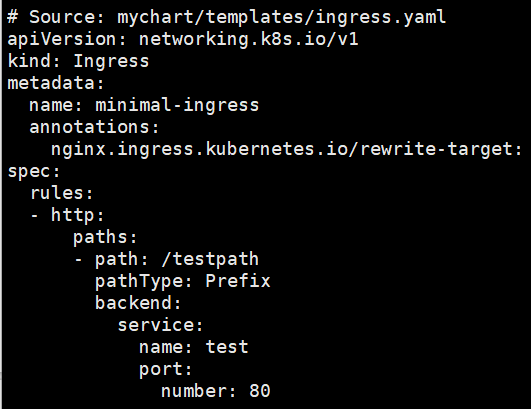 # Source: mychart/templates/ingress.yaml
apiVersion: networking.k8s.io/v1
kind: Ingress
metadata:
  name: minimal-ingress
  annotations:
    nginx.ingress.kubernetes.io/rewrite-target:
spec:
  rules:
  - http:
      paths:
      - path: /testpath
        pathType: Prefix
        backend:
          service:
            name: test
            port:
              number: 80